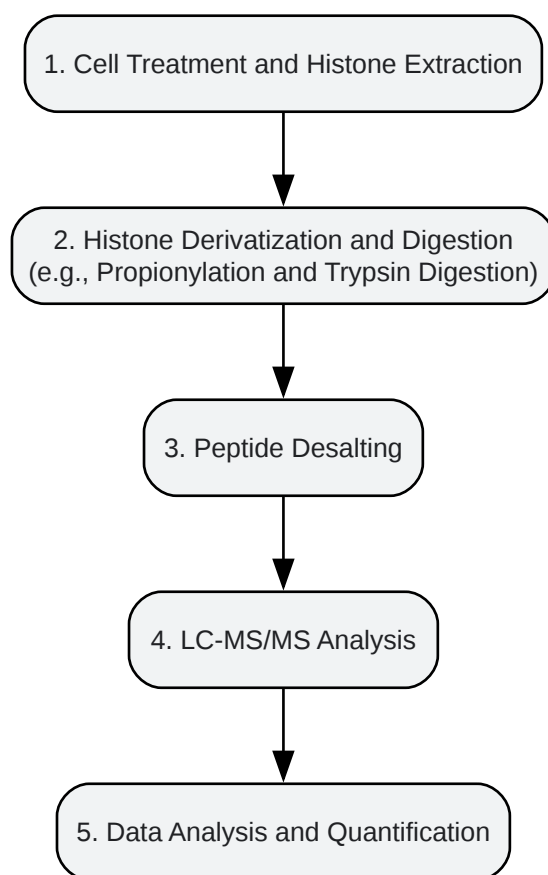 1. Cell Treatment and Histone Extraction
2. Histone Derivatization and Digestion
(e.g., Propionylation and Trypsin Digestion)
3. Peptide Desalting
4. LC-MS/MS Analysis
5. Data Analysis and Quantification